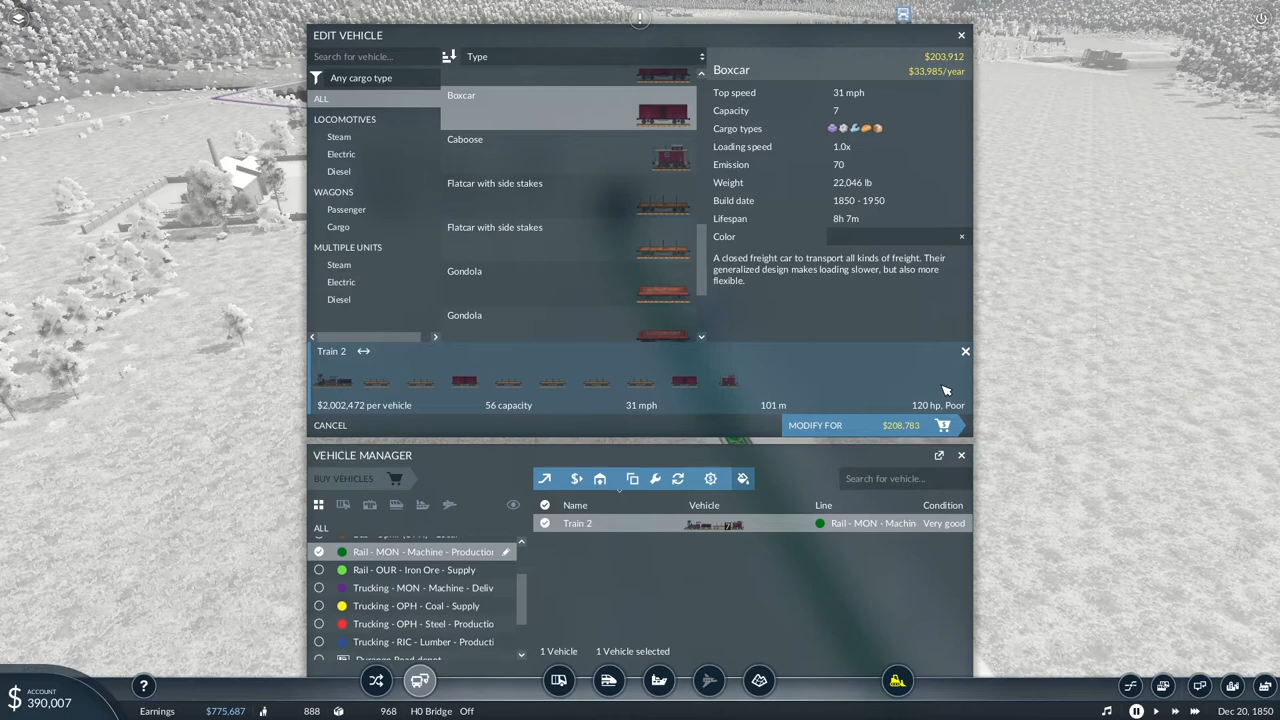 EDIT VEHICLE
Search for vehicle...
Type
$203,912
Any cargo type
Boxcar
$33,985/year
ALL
Boxcar
Top speed 31 mph
LOCOMOTIVES
Capacity 7
Steam
Caboose
Cargo types
Electric
Loading speed 1.0x
Diesel
Emission 70
WAGONS
Flatcar with side stakes
Weight 22,046 lb
Passenger
Build date 1850 - 1950
Cargo
Flatcar with side stakes
Lifespan 8h 7m
MULTIPLE UNITS
Color
Steam
Gondola
A closed freight car to transport all kinds of freight. Their
generalized design makes loading slower, but also more
flexible.
Electric
Diesel
Gondola
Train 2
$2,002,472 per vehicle 56 capacity 31 mph 101 m 120 hp, Poor
CANCEL
MODIFY FOR $208,783
VEHICLE MANAGER
BUY VEHICLES
Search for vehicle...
Name Vehicle Line Condition
ALL
Train 2 Rail - MON - Machin Very good
Rail - MON - Machine - Production
Rail - OUR - Iron Ore - Supply
Trucking - MON - Machine - Deliv
Trucking - OPH - Coal - Supply
Trucking - OPH - Steel - Productio
Trucking - RIC - Lumber - Producti
1 Vehicle 1 Vehicle selected
Durango Road depot
$ ACCOUNT
390,007
Earnings $775,687 888 968 H0 Bridge Off
Dec 20, 1850